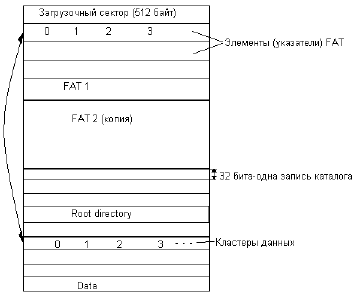 Загрузочный сектор (512 байт)
0 1 2 3
Элементы (указатели) FAT
FAT 1
FAT 2 (копия)
32 бита-одна запись каталога
Root directory
0 1 2 3 - - - -
Кластеры данных
Data